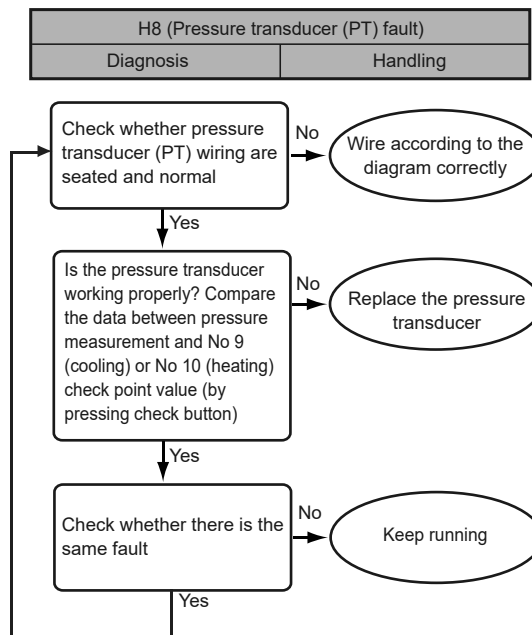 H8 (Pressure transducer (PT) fault)
Diagnosis
Handling
Check whether pressure
transducer (PT) wiring are
seated and normal
No
Wire according to the
diagram correctly
Yes
Is the pressure transducer
working properly? Compare
the data between pressure
measurement and No 9
(cooling) or No 10 (heating)
check point value (by
pressing check button)
No
Replace the pressure
transducer
Yes
Check whether there is the
same fault
No
Keep running
Yes